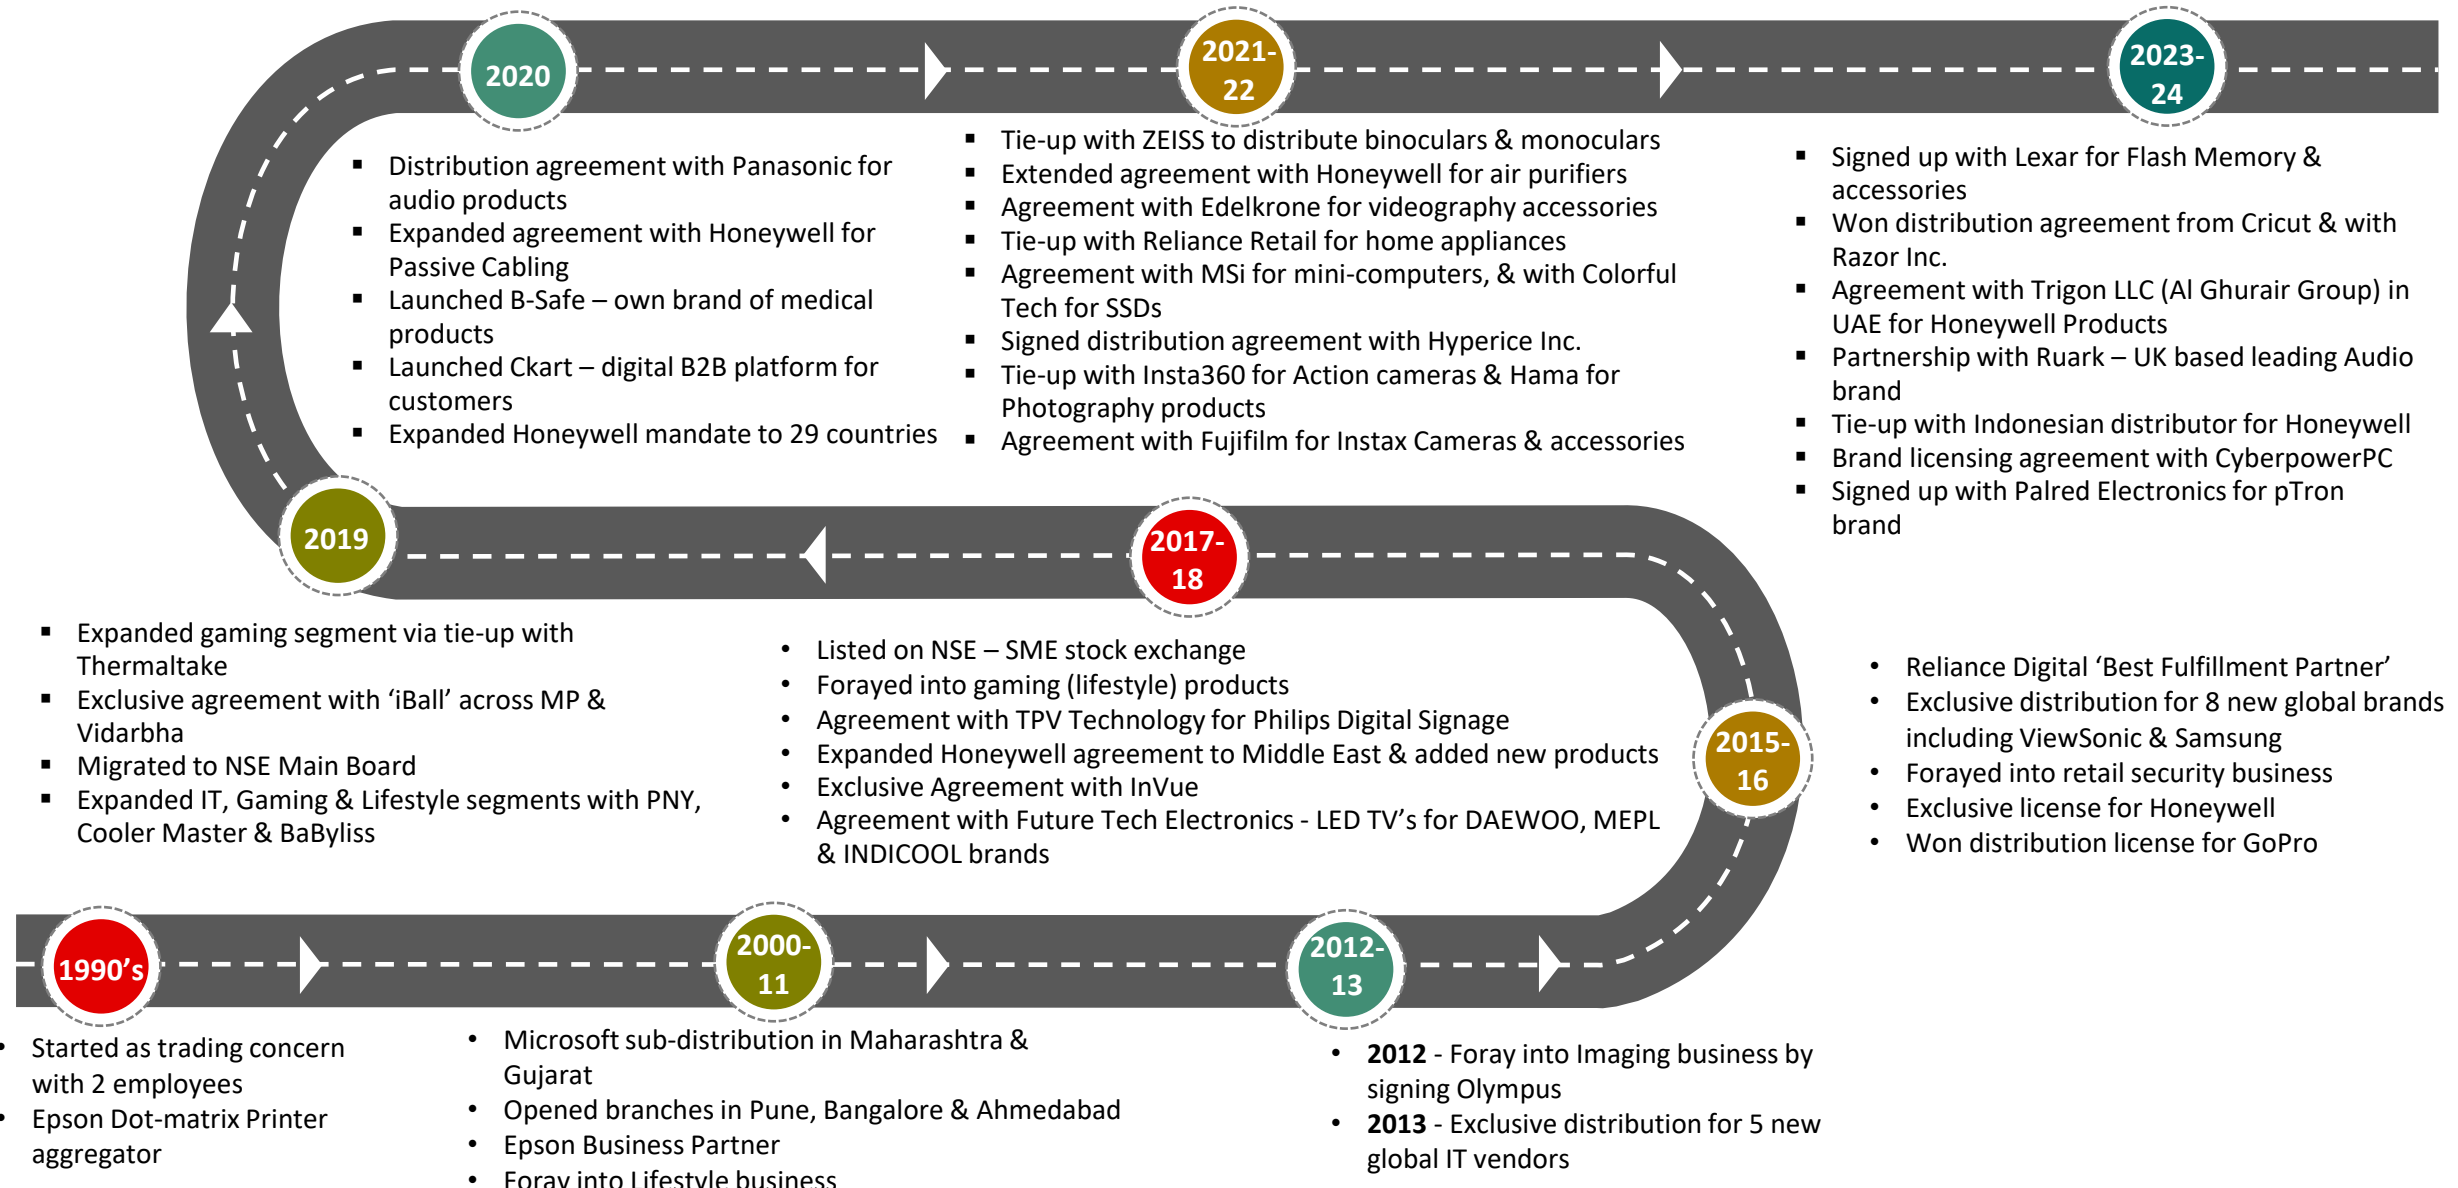 2020
2021-
22
2023-
24
▪ Distribution agreement with Panasonic for
audio products
▪ Expanded agreement with Honeywell for
Passive Cabling
▪ Launched B-Safe – own brand of medical
products
▪ Launched Ckart – digital B2B platform for
customers
▪ Expanded Honeywell mandate to 29 countries
▪ Tie-up with ZEISS to distribute binoculars & monoculars
▪ Extended agreement with Honeywell for air purifiers
▪ Agreement with Edelkrone for videography accessories
▪ Tie-up with Reliance Retail for home appliances
▪ Agreement with MSi for mini-computers, & with Colorful
Tech for SSDs
▪ Signed distribution agreement with Hyperice Inc.
▪ Tie-up with Insta360 for Action cameras & Hama for
Photography products
▪ Agreement with Fujifilm for Instax Cameras & accessories
▪ Signed up with Lexar for Flash Memory &
accessories
▪ Won distribution agreement from Cricut & with
Razor Inc.
▪ Agreement with Trigon LLC (Al Ghurair Group) in
UAE for Honeywell Products
▪ Partnership with Ruark – UK based leading Audio
brand
▪ Tie-up with Indonesian distributor for Honeywell
▪ Brand licensing agreement with CyberpowerPC
▪ Signed up with Palred Electronics for pTron
brand
2019
2017-
18
2015-
16
▪ Expanded gaming segment via tie-up with
Thermaltake
▪ Exclusive agreement with ‘iBall’ across MP &
Vidarbha
▪ Migrated to NSE Main Board
▪ Expanded IT, Gaming & Lifestyle segments with PNY,
Cooler Master & BaByliss
• Listed on NSE – SME stock exchange
• Forayed into gaming (lifestyle) products
• Agreement with TPV Technology for Philips Digital Signage
• Expanded Honeywell agreement to Middle East & added new products
• Exclusive Agreement with InVue
• Agreement with Future Tech Electronics - LED TV’s for DAEWOO, MEPL
& INDICOOL brands
• Reliance Digital ‘Best Fulfillment Partner’
• Exclusive distribution for 8 new global brands
including ViewSonic & Samsung
• Forayed into retail security business
• Exclusive license for Honeywell
• Won distribution license for GoPro
1990’s
2000-
11
2012-
13
• Started as trading concern
with 2 employees
• Epson Dot-matrix Printer
aggregator
• Microsoft sub-distribution in Maharashtra &
Gujarat
• Opened branches in Pune, Bangalore & Ahmedabad
• Epson Business Partner
• Foray into Lifestyle business
• 2012 - Foray into Imaging business by
signing Olympus
• 2013 - Exclusive distribution for 5 new
global IT vendors